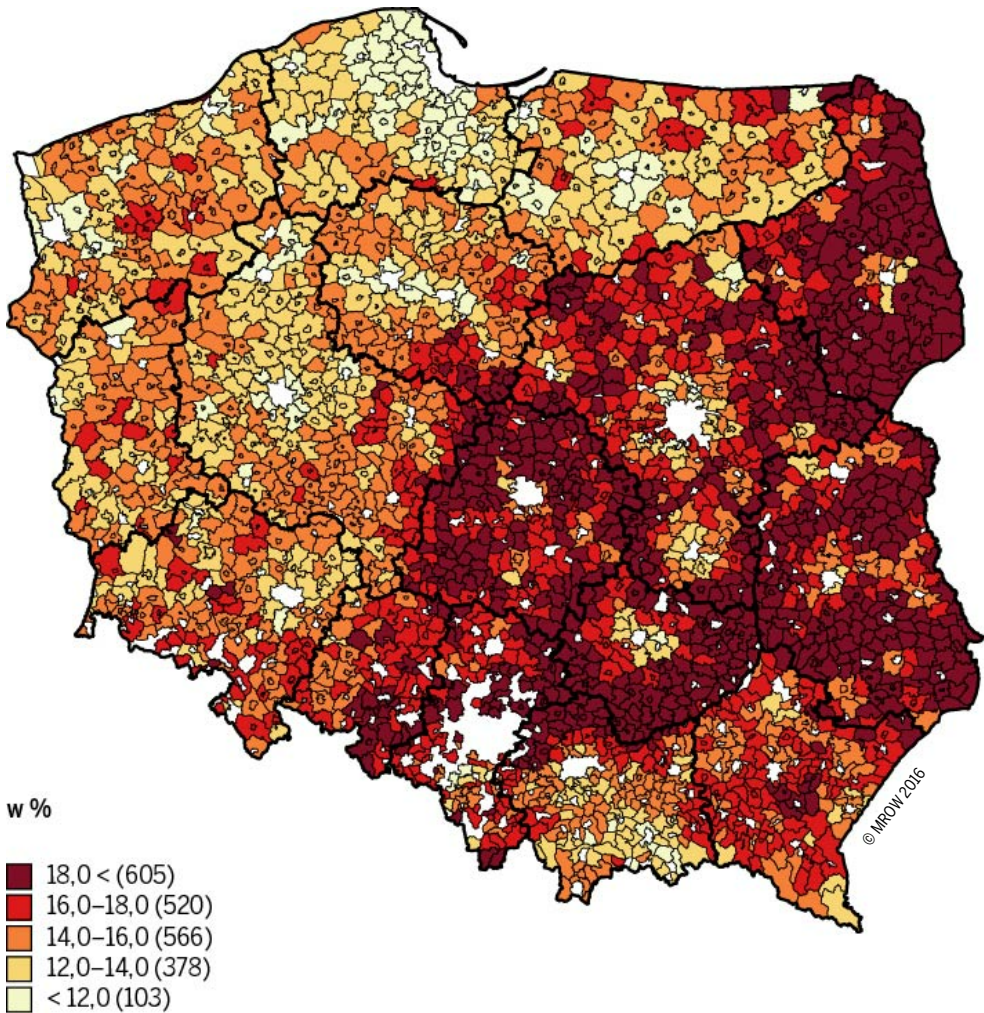 © MROW 2016
w %
18,0 < (605)
16,0–18,0 (520)
14,0–16,0 (566)
12,0–14,0 (378)
< 12,0 (103)